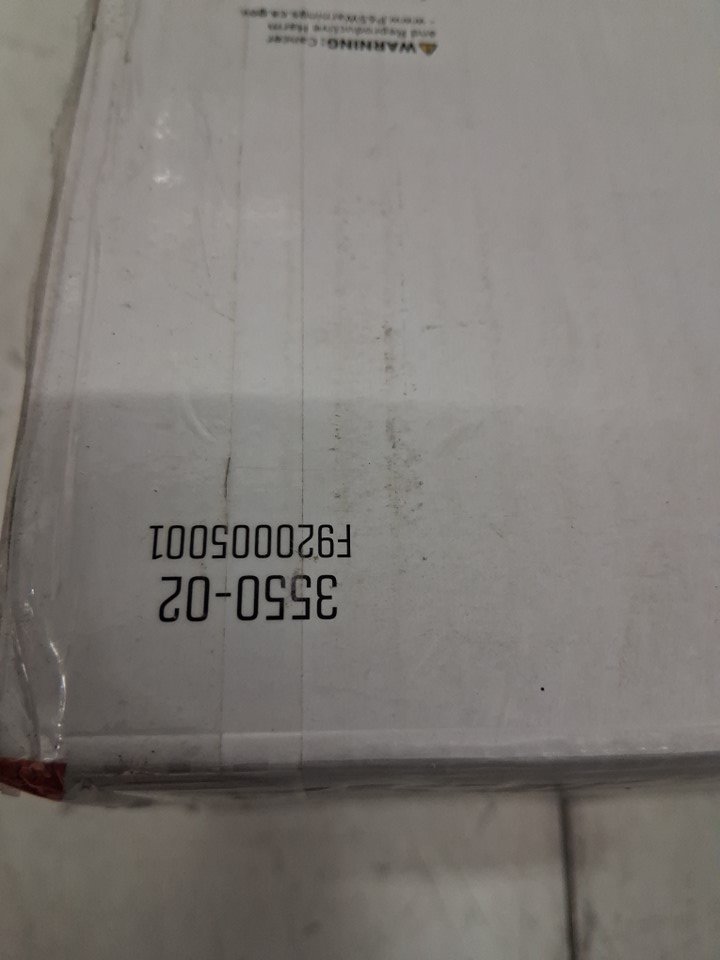 3550-02
F920005001
⚠ WARNING: Cancer
and Reproductive Harm
- www.P65Warnings.ca.gov.